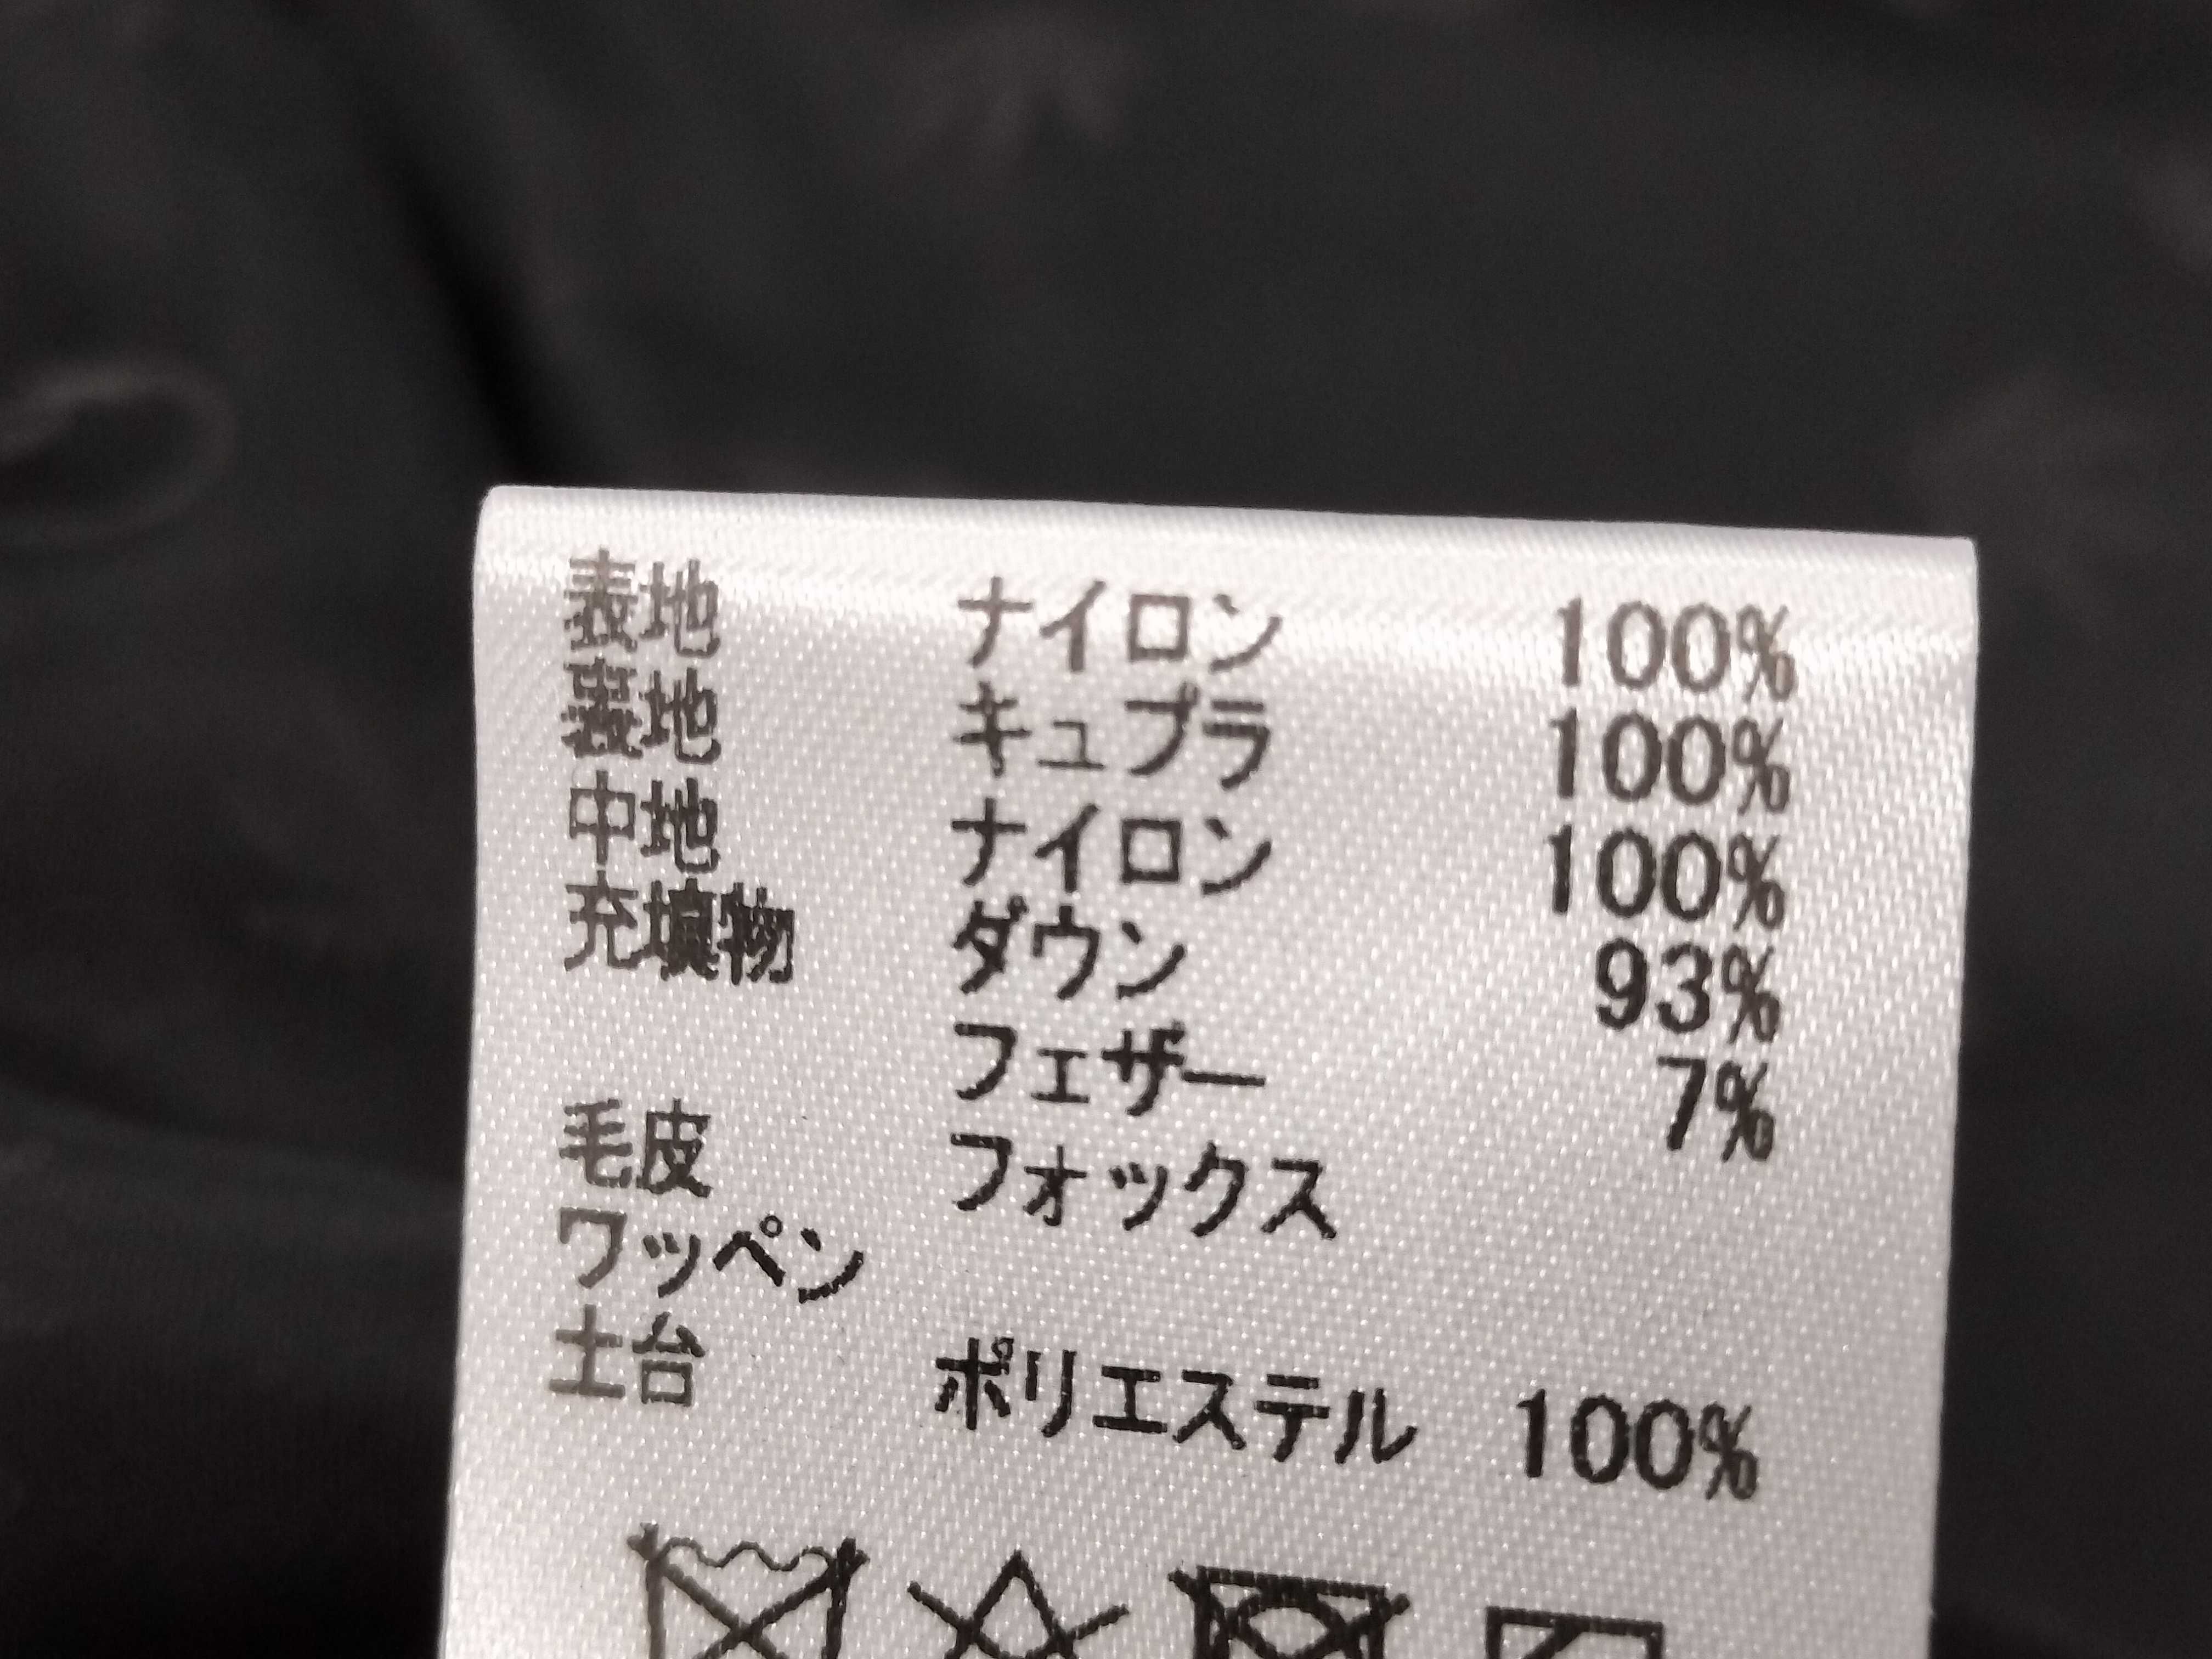 表地 ナイロン 100%
裏地 キュプラ 100%
中地 ナイロン 100%
充填物 ダウン 93%
フェザー 7%
毛皮 フォックス
ワッペン
土台 ポリエステル 100%